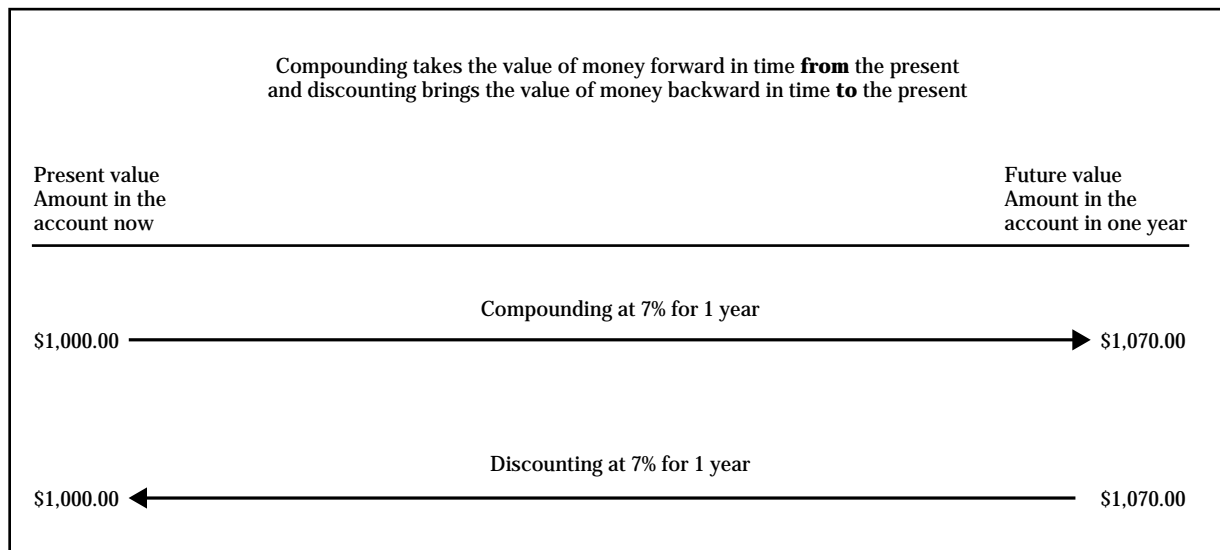 Compounding takes the value of money forward in time from the present
and discounting brings the value of money backward in time to the present
Present value
Amount in the
account now
Future value
Amount in the
account in one year
Compounding at 7% for 1 year
$1,000.00
$1,070.00
Discounting at 7% for 1 year
$1,000.00
$1,070.00